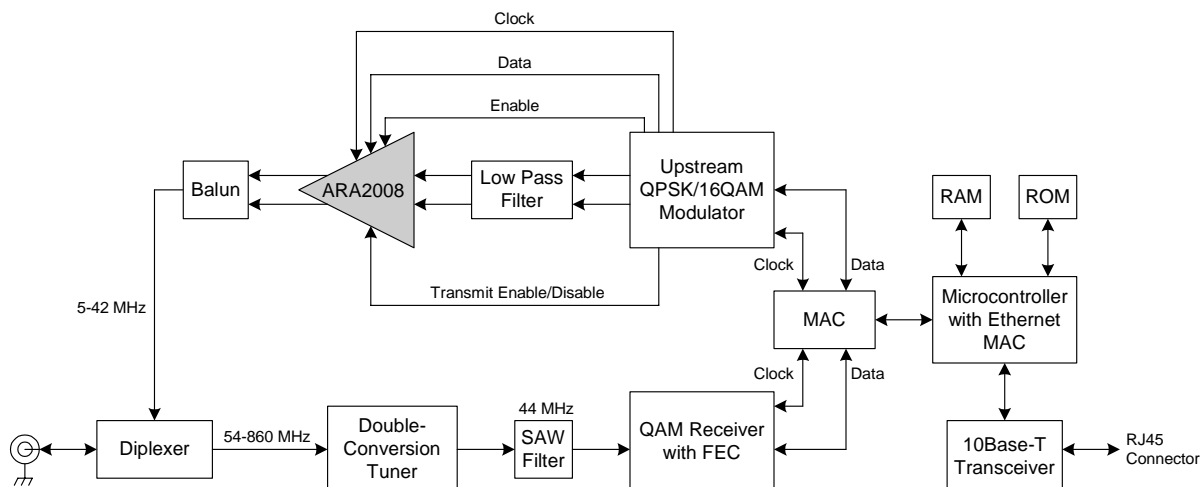 Clock
Data
Enable
Balun
ARA2008
Low Pass
Filter
Upstream
QPSK/16QAM
Modulator
RAM
ROM
Transmit Enable/Disable
Clock
Data
5-42 MHz
MAC
Microcontroller
with Ethernet
MAC
Clock
Data
Diplexer
54-860 MHz
Double-
Conversion
Tuner
44 MHz
SAW
Filter
QAM Receiver
with FEC
10Base-T
Transceiver
RJ45
Connector